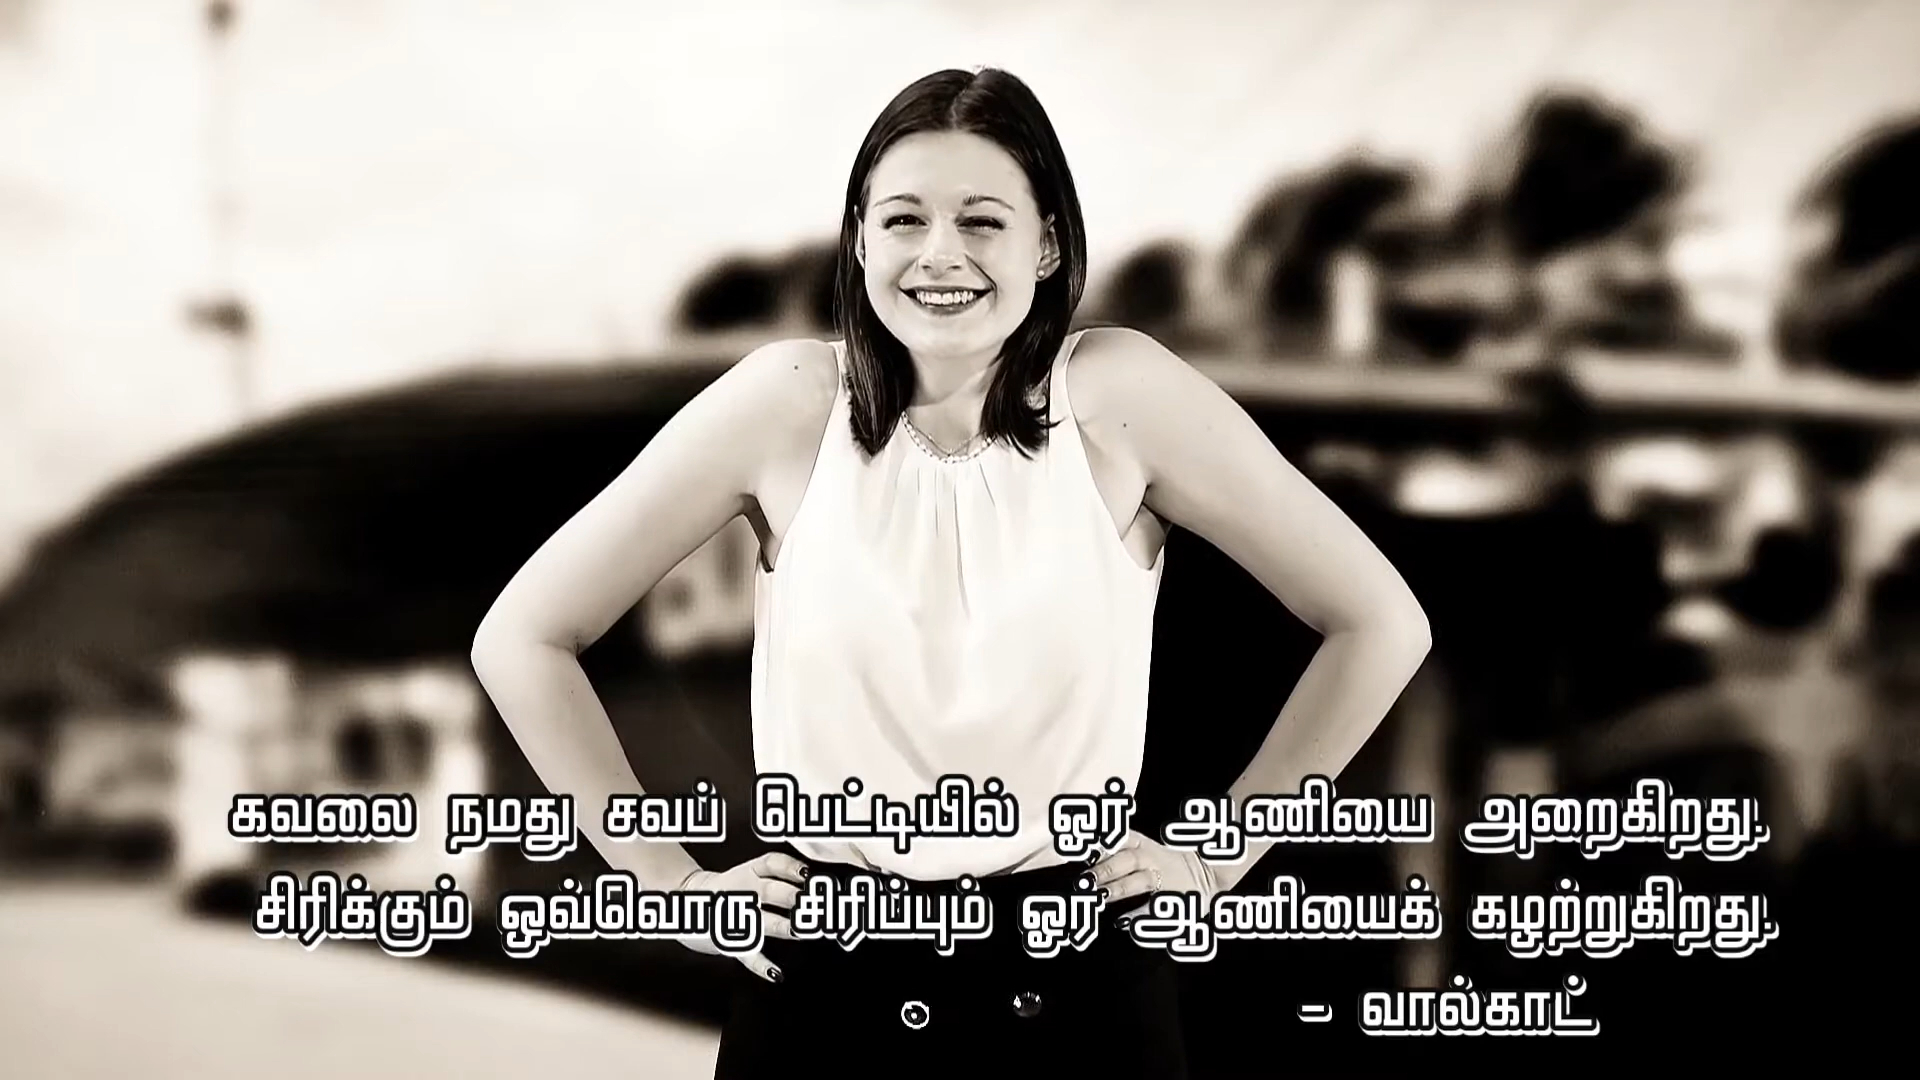 கவலை நமது சவப் பெட்டியில் ஓர் ஆணியை அறைகிறது.
சிரிக்கும் ஒவ்வொரு சிரிப்பும் ஓர் ஆணியைக் கழற்றுகிறது.
- வால்காட்